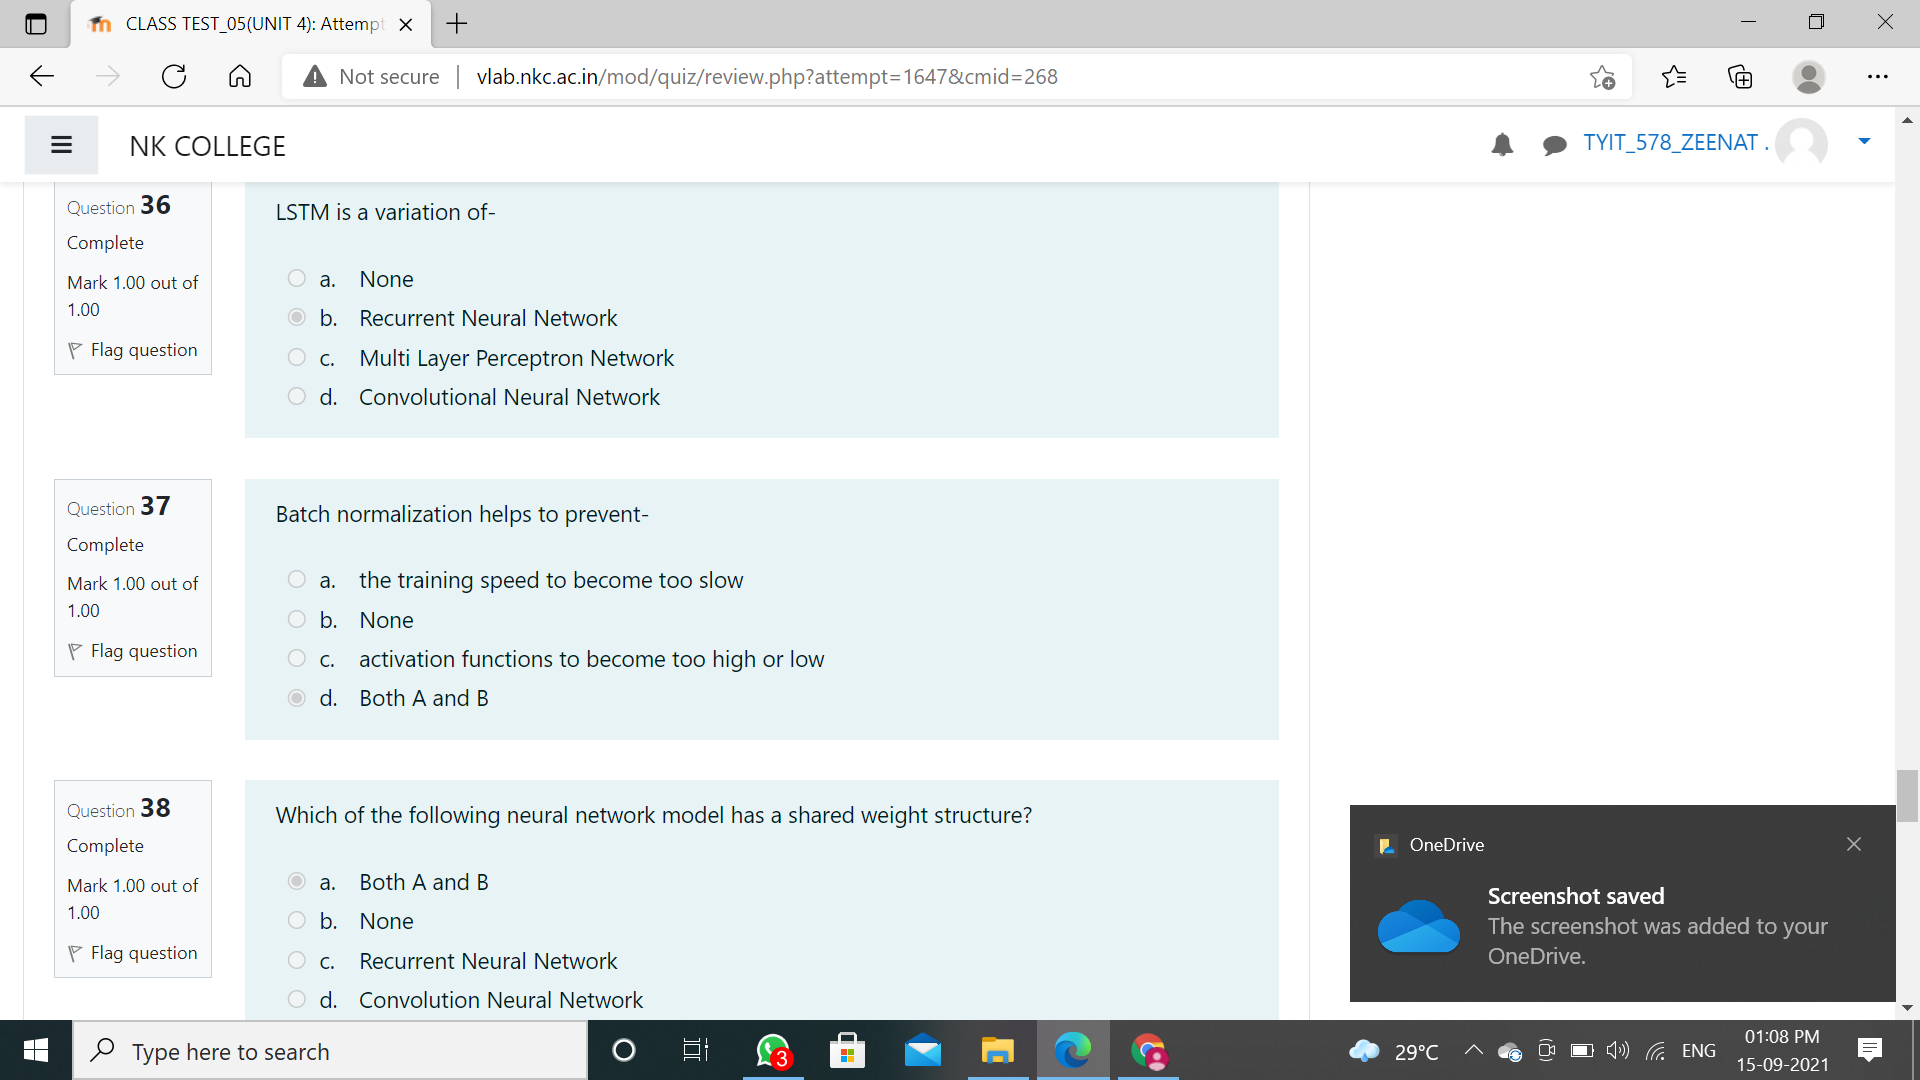 CLASS TEST_05(UNIT 4): Attempt
Not secure
vlab.nkc.ac.in/mod/quiz/review.php?attempt=1647&cmid=268
NK COLLEGE
TYIT_578_ZEENAT .
Question 36
Complete
Mark 1.00 out of
1.00
Flag question
LSTM is a variation of-
a. None
b. Recurrent Neural Network
c. Multi Layer Perceptron Network
d. Convolutional Neural Network
Question 37
Complete
Mark 1.00 out of
1.00
Flag question
Batch normalization helps to prevent-
a. the training speed to become too slow
b. None
c. activation functions to become too high or low
d. Both A and B
Question 38
Complete
Mark 1.00 out of
1.00
Flag question
Which of the following neural network model has a shared weight structure?
a. Both A and B
b. None
c. Recurrent Neural Network
d. Convolution Neural Network
OneDrive
Screenshot saved
The screenshot was added to your
OneDrive.
Type here to search
3
29°C
ENG
01:08 PM
15-09-2021